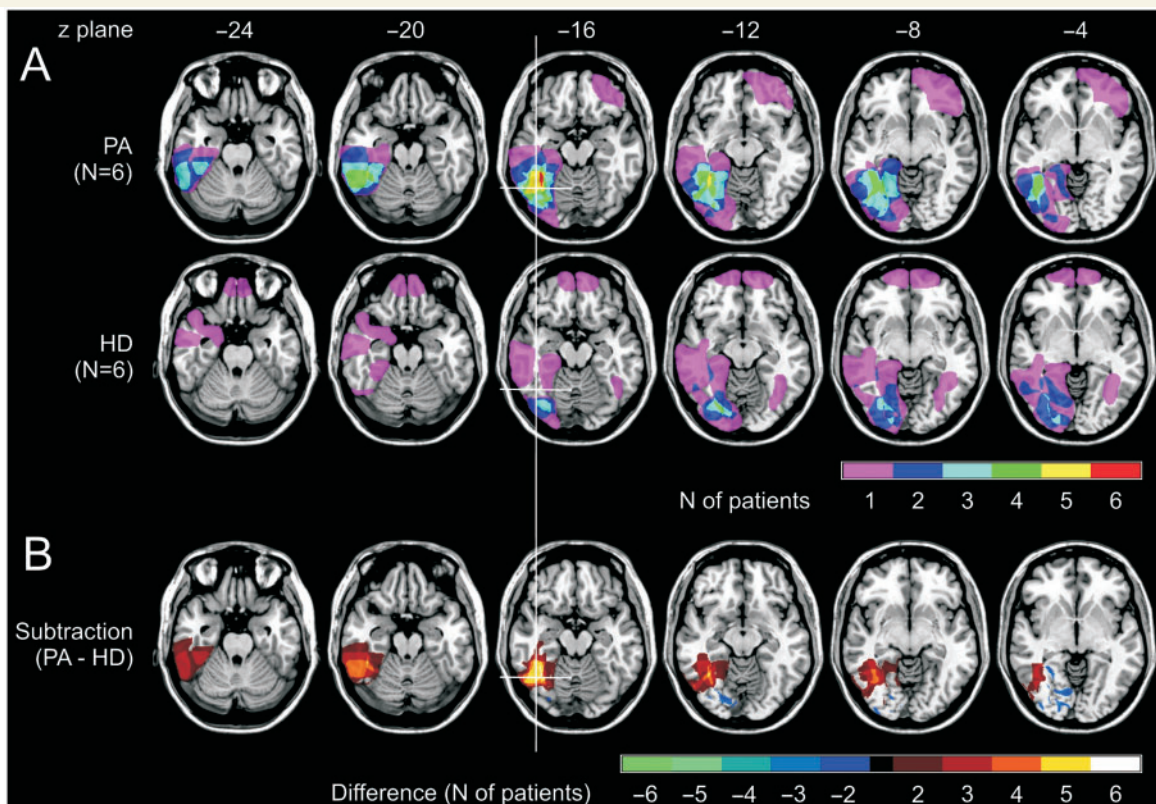 z plane −24 −20 −16 −12 −8 −4
A
PA
(N=6)
HD
(N=6)
N of patients 1 2 3 4 5 6
B
Subtraction
(PA - HD)
Difference (N of patients) −6 −5 −4 −3 −2 2 3 4 5 6